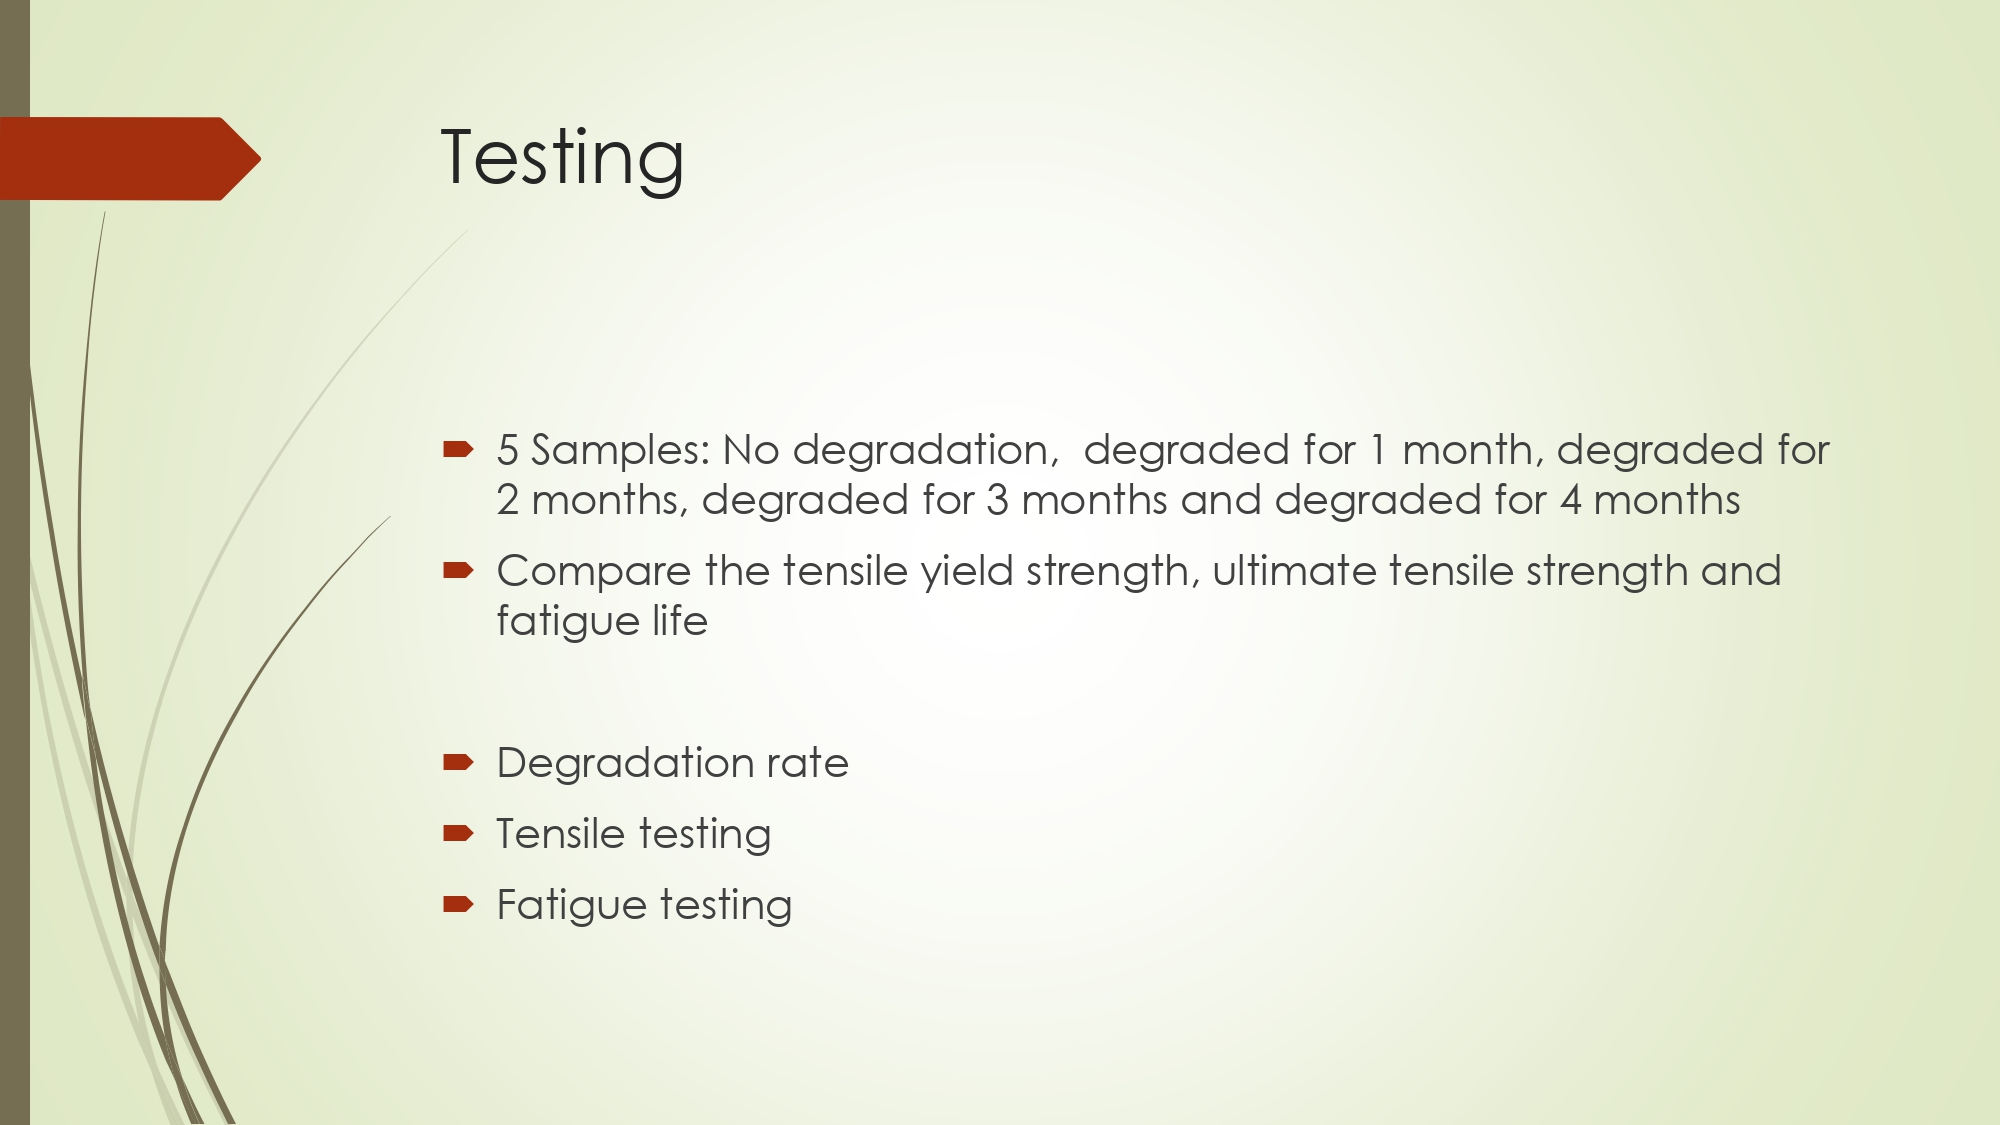 Testing
5 Samples: No degradation,  degraded for 1 month, degraded for
2 months, degraded for 3 months and degraded for 4 months
Compare the tensile yield strength, ultimate tensile strength and
fatigue life
Degradation rate
Tensile testing
Fatigue testing